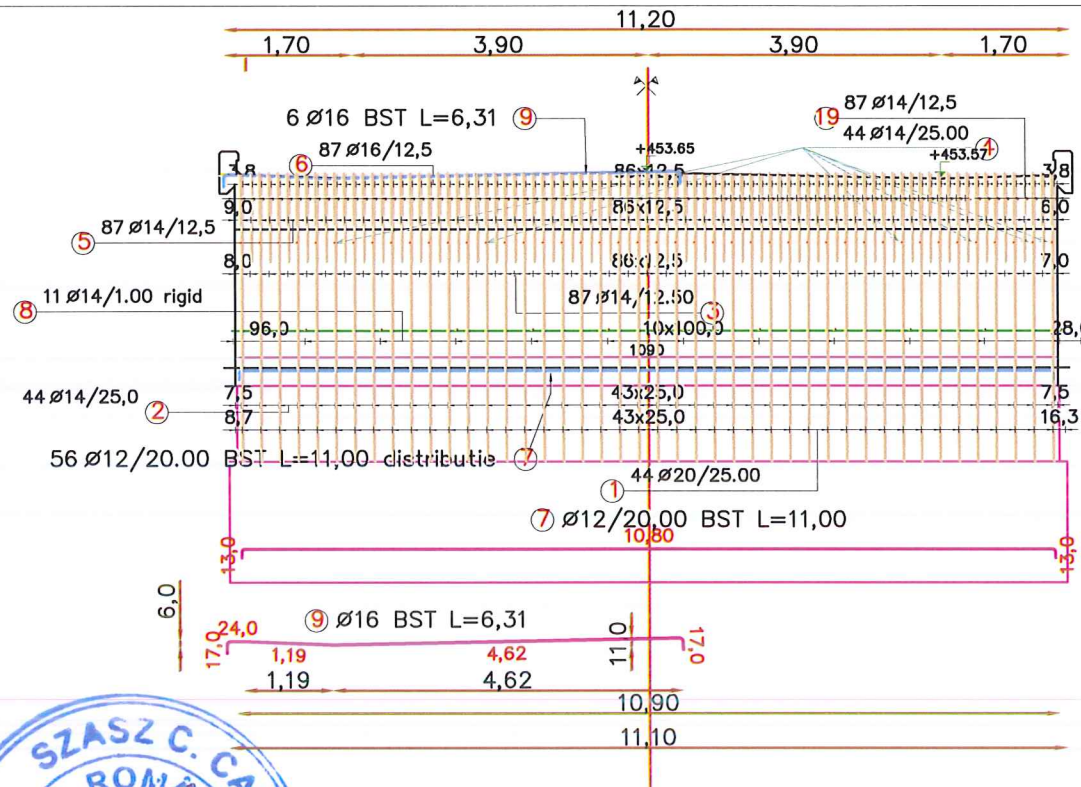 11,20
1,70 3,90 3,90 1,70
6 Ø16 BST L=6,31 9
19 87 Ø14/12,5
44 Ø14/25.00
6 87 Ø16/12,5
+453.65
+453.57 4
3,8 86x12,5 3,8
9,0 86x12,5 6,0
5 87 Ø14/12,5
8,0 86x12,5 7,0
8 11 Ø14/1.00 rigid
87 Ø14/12.50 3
96,0 10x100,0 28,0
1090
7,5 43x25,0 7,5
44 Ø14/25,0 2
8,7 43x25,0 16,3
56 Ø12/20.00 BST L=11,00 distributie 7
1 44 Ø20/25.00
7 Ø12/20,00 BST L=11,00
13,0 10,80 13,0
6,0
9 Ø16 BST L=6,31
17,0 24,0 1,19 4,62 11,0 17,0
1,19 4,62
10,90
11,10
SZASZ C.